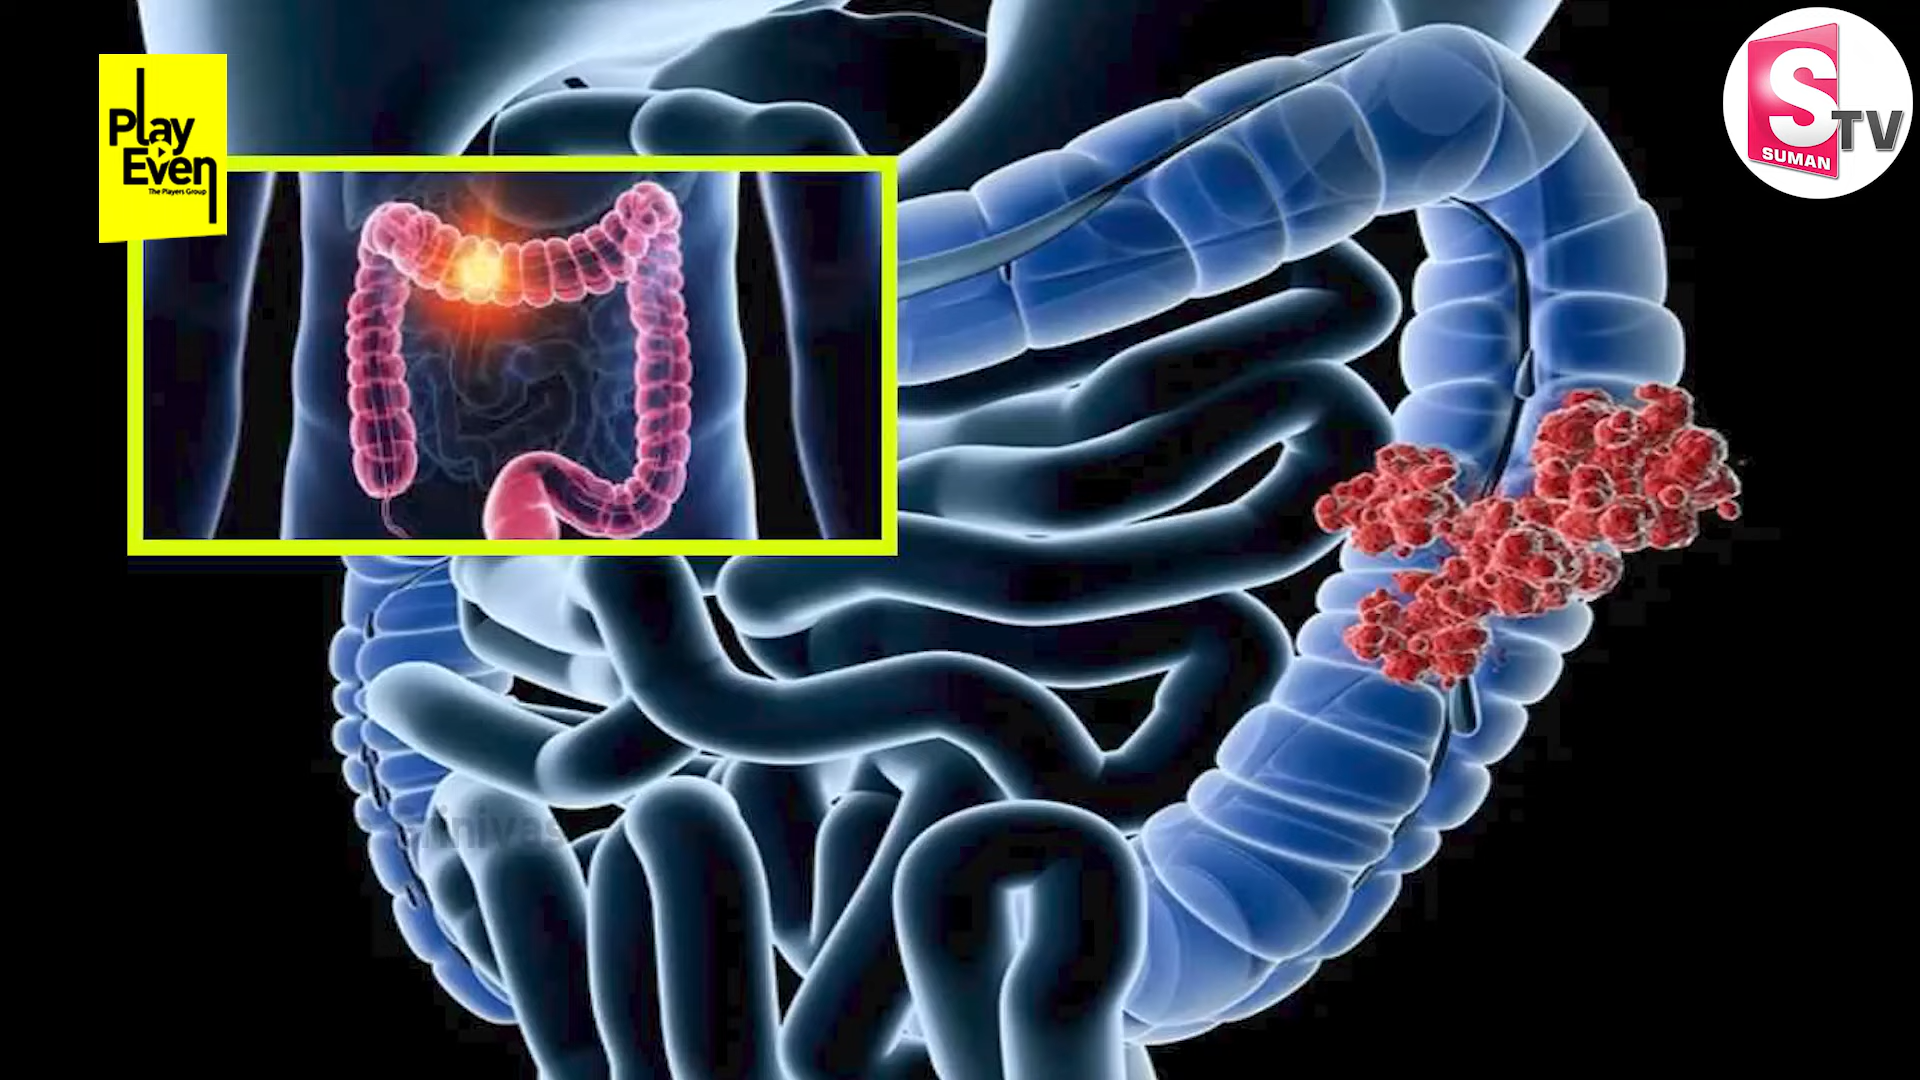 Play
Even
The Players Group
S
TV
SUMAN